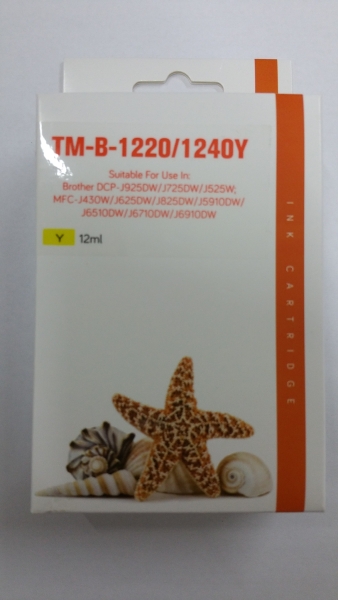 TM-B-1220/1240Y
Suitable For Use In:
Brother DCP-J925DW/J725DW/J525W;
MFC-J430W/J625DW/J825DW/J5910DW/
J6510DW/J6710DW/J6910DW
Y 12ml
INK CARTRIDGE